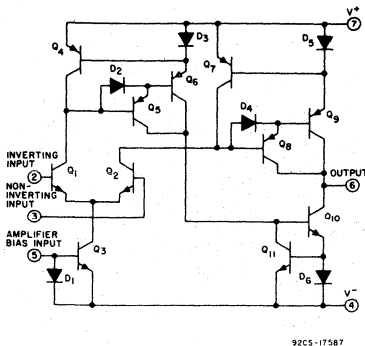 V+
7
Q4
D3
D5
D2
Q6
Q7
Q5
D4
Q9
Q8
INVERTING
INPUT
2
Q1
Q2
OUTPUT
6
NON-
INVERTING
INPUT
3
Q10
AMPLIFIER
BIAS INPUT
5
Q3
Q11
D1
D6
V-
4
92CS-17587